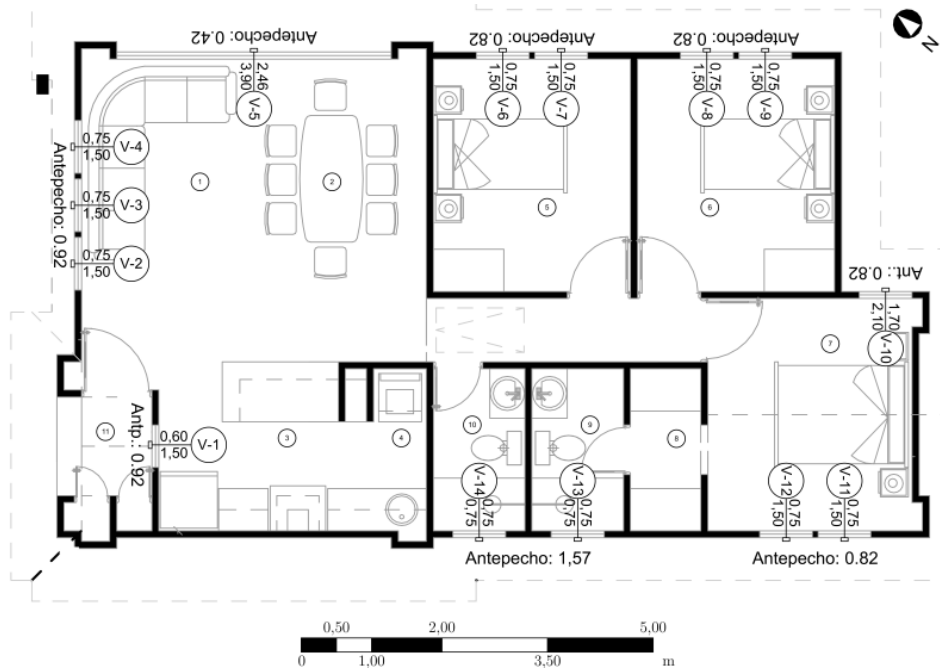 Antepecho: 0.42
Antepecho: 0.82
Antepecho: 0.82
N
2,46
3,90
V-5
0,75
1,50
V-6
0,75
1,50
V-7
0,75
1,50
V-8
0,75
1,50
V-9
0,75
1,50
V-4
0,75
1,50
V-3
0,75
1,50
V-2
Antepecho: 0.92
1
2
5
6
Ant.: 0.82
1,70
2,10
V-10
7
11
Antp.: 0.92
0,60
1,50
V-1
3
4
10
9
8
V-14
0,75
0,75
V-13
0,75
0,75
V-12
0,75
1,50
V-11
0,75
1,50
Antepecho: 1,57
Antepecho: 0.82
0,50
2,00
5,00
0
1,00
3,50
m